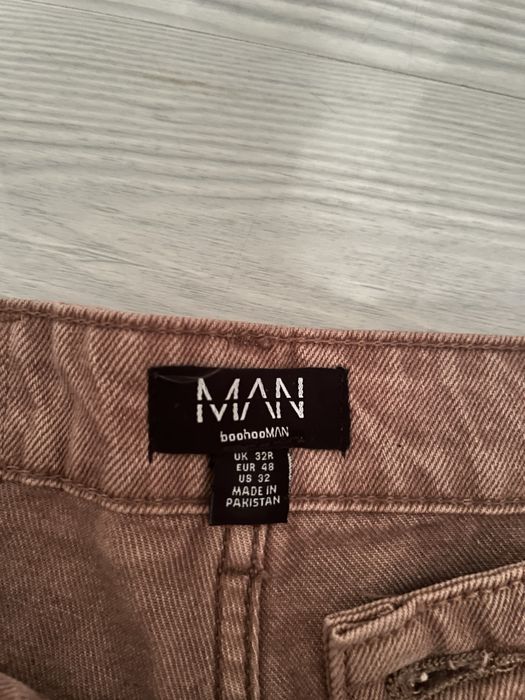 MAN
boohooMAN
UK 32R
EUR 48
US 32
MADE IN
PAKISTAN